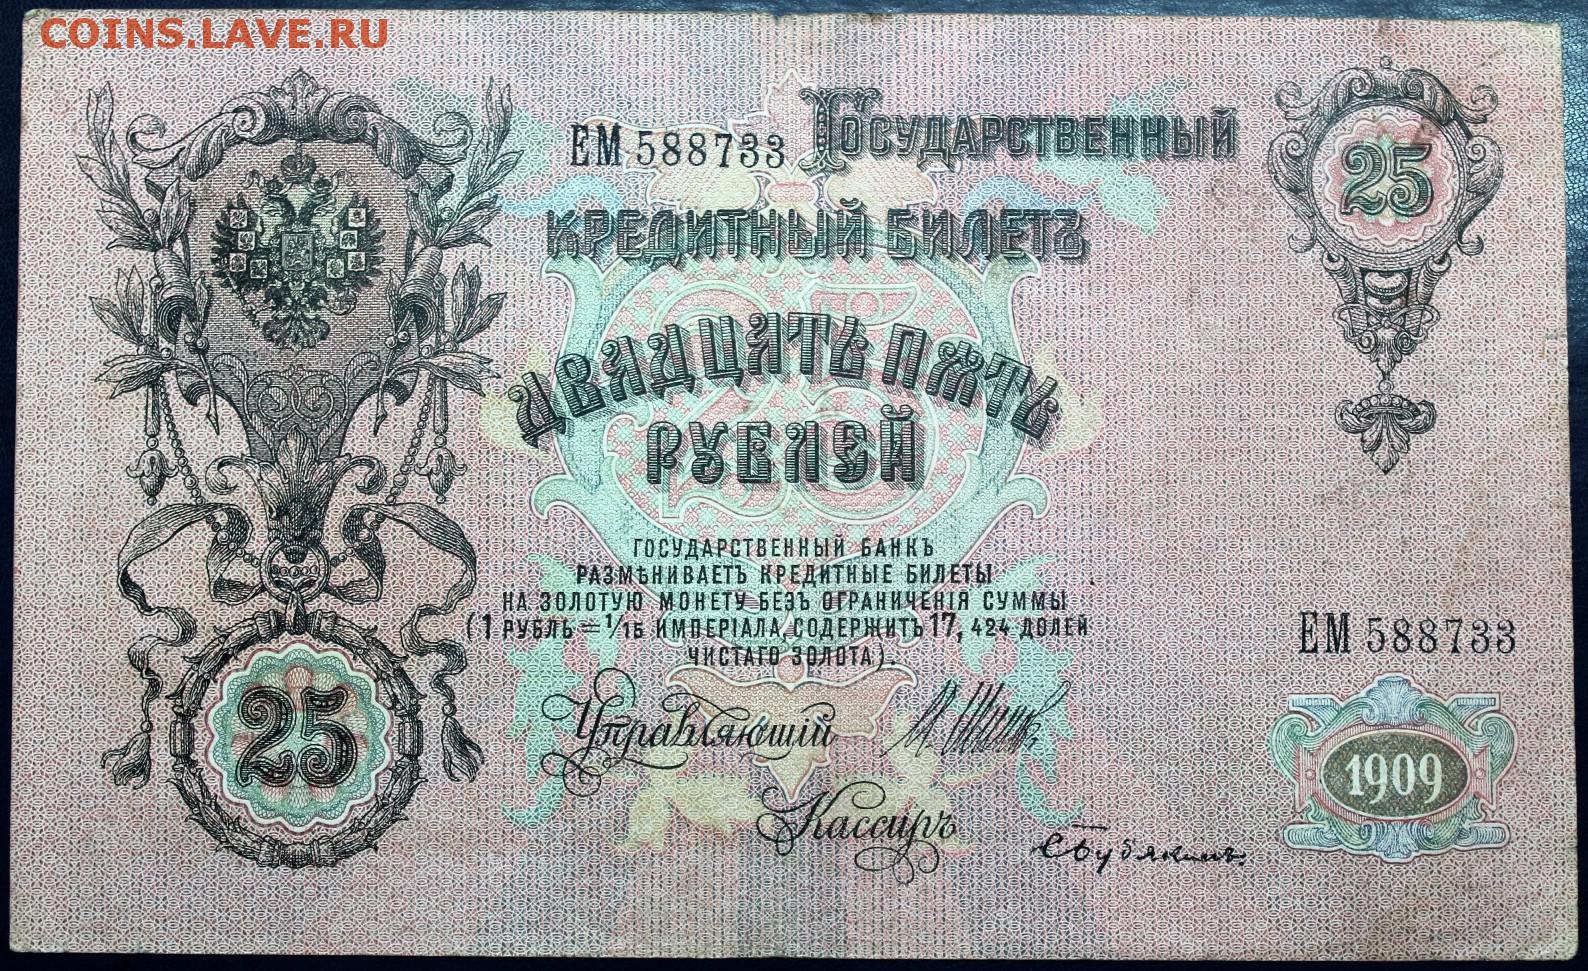 COINS.LAVE.RU
ЕМ 588733 ГОСУДАРСТВЕННЫЙ
КРЕДИТНЫЙ БИЛЕТЪ
25
ДВАДЦАТЬ ПЯТЬ
РУБЛЕЙ
25
ГОСУДАРСТВЕННЫЙ БАНКЪ
РАЗМѢНИВАЕТЪ КРЕДИТНЫЕ БИЛЕТЫ
НА ЗОЛОТУЮ МОНЕТУ БЕЗЪ ОГРАНИЧЕНІЯ СУММЫ
(1 РУБЛЬ = 1/15 ИМПЕРІАЛА, СОДЕРЖИТЪ 17, 424 ДОЛЕЙ
ЧИСТАГО ЗОЛОТА).
ЕМ 588733
25
Управляющій
1909
Кассиръ
СБубякинъ